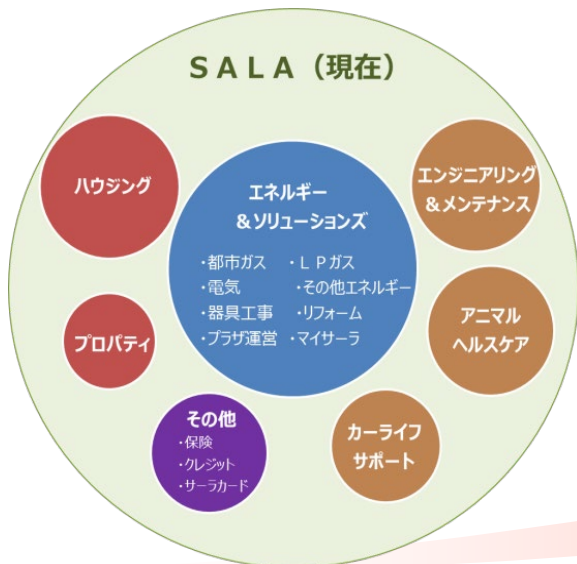 ＳＡＬＡ（現在）
ハウジング
エネルギー
＆ソリューションズ
・都市ガス ・ＬＰガス
・電気 ・その他エネルギー
・器具工事 ・リフォーム
・プラザ運営 ・マイサーラ
エンジニアリング
＆メンテナンス
プロパティ
アニマル
ヘルスケア
その他
・保険
・クレジット
・サーラカード
カーライフ
サポート